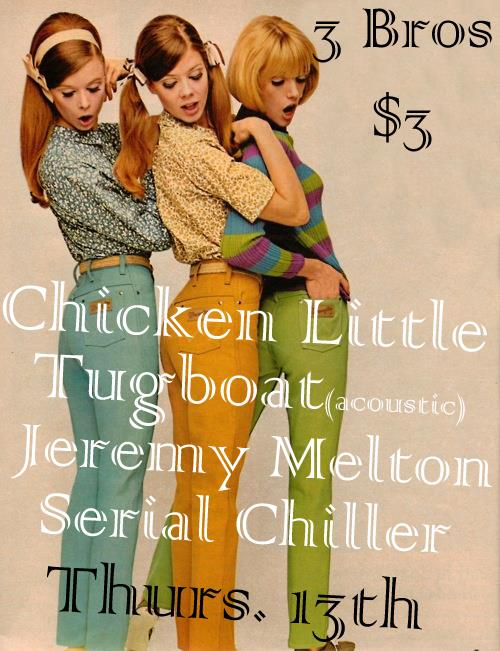 3 Bros
$3
Chicken Little
Tugboat(acoustic)
Jeremy Melton
Serial Chiller
Thurs. 13th